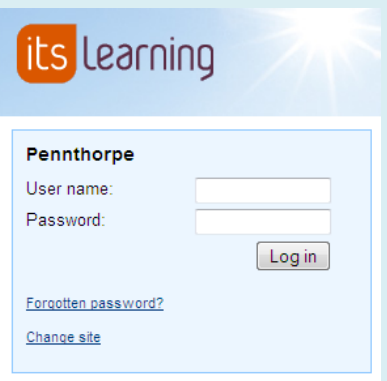 its learning
Pennthorpe
User name:
Password:
Log in
Forgotten password?
Change site